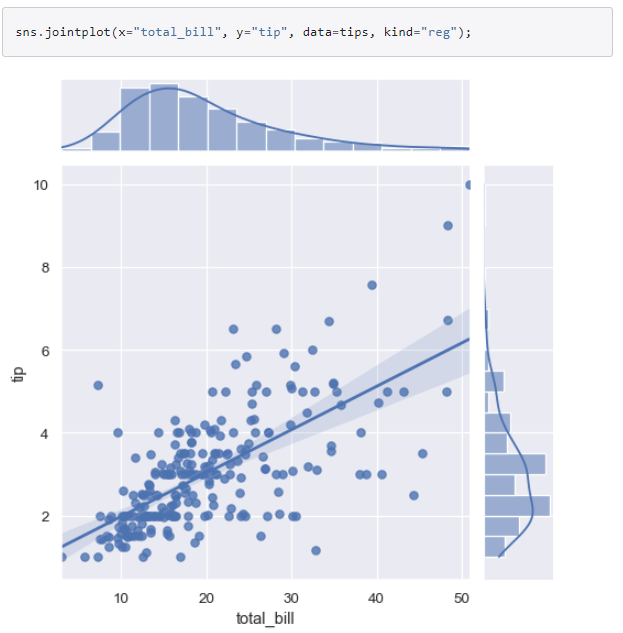 sns.jointplot(x="total_bill", y="tip", data=tips, kind="reg");
10
8
6
4
2
tip
10 20 30 40 50
total_bill